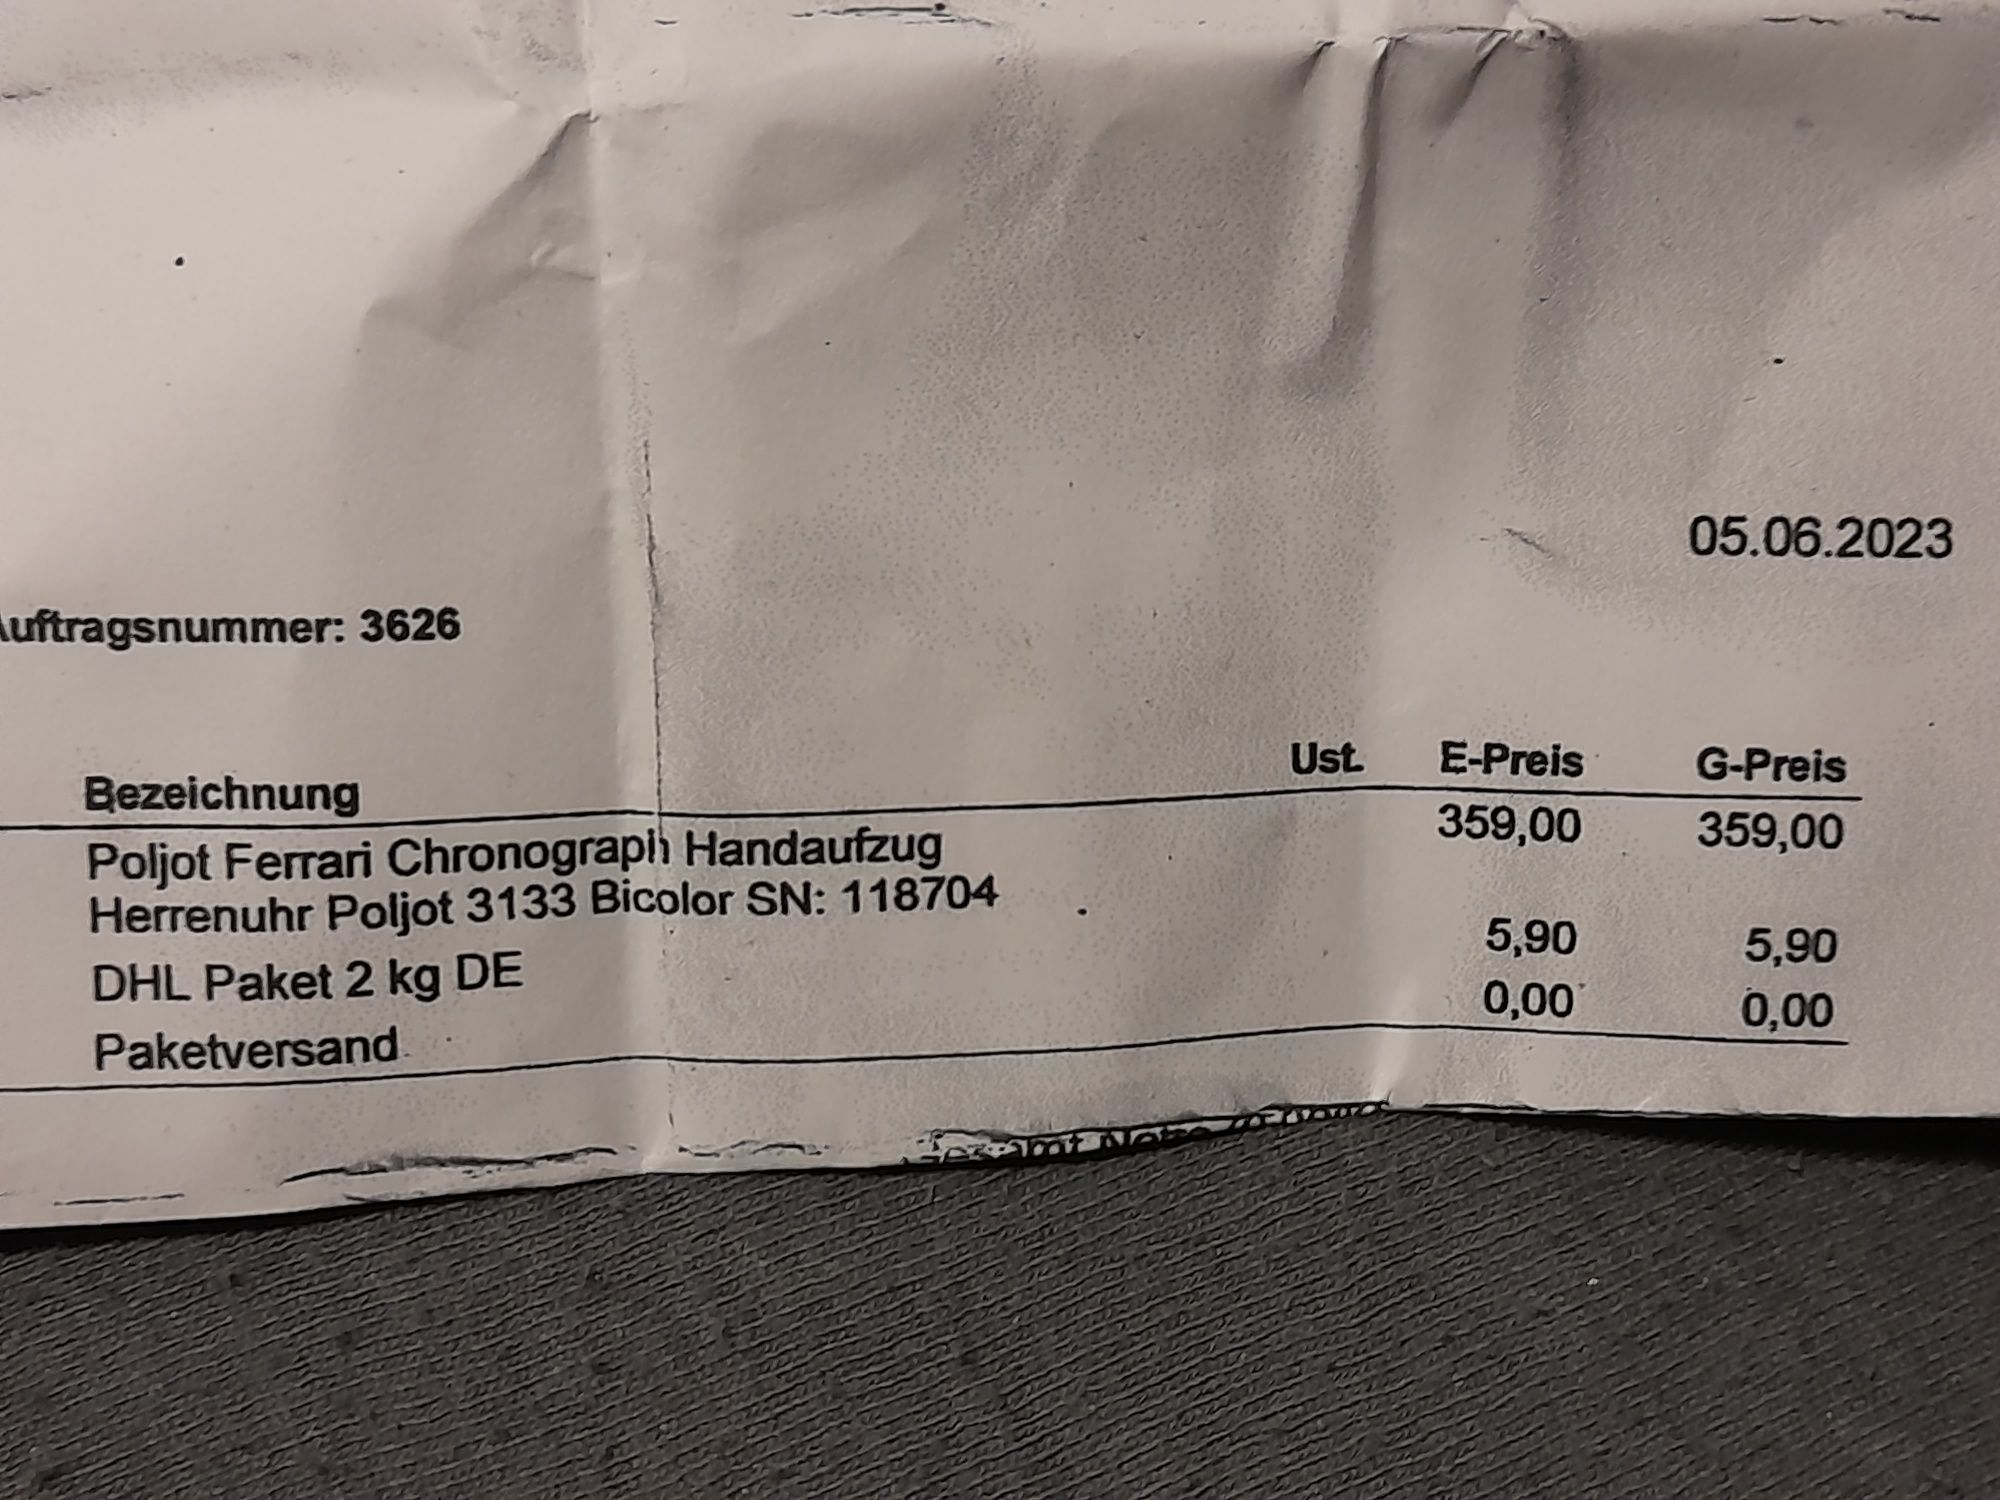 05.06.2023
Auftragsnummer: 3626
Bezeichnung Ust. E-Preis G-Preis
Poljot Ferrari Chronograph Handaufzug 359,00 359,00
Herrenuhr Poljot 3133 Bicolor SN: 118704
DHL Paket 2 kg DE 5,90 5,90
Paketversand 0,00 0,00